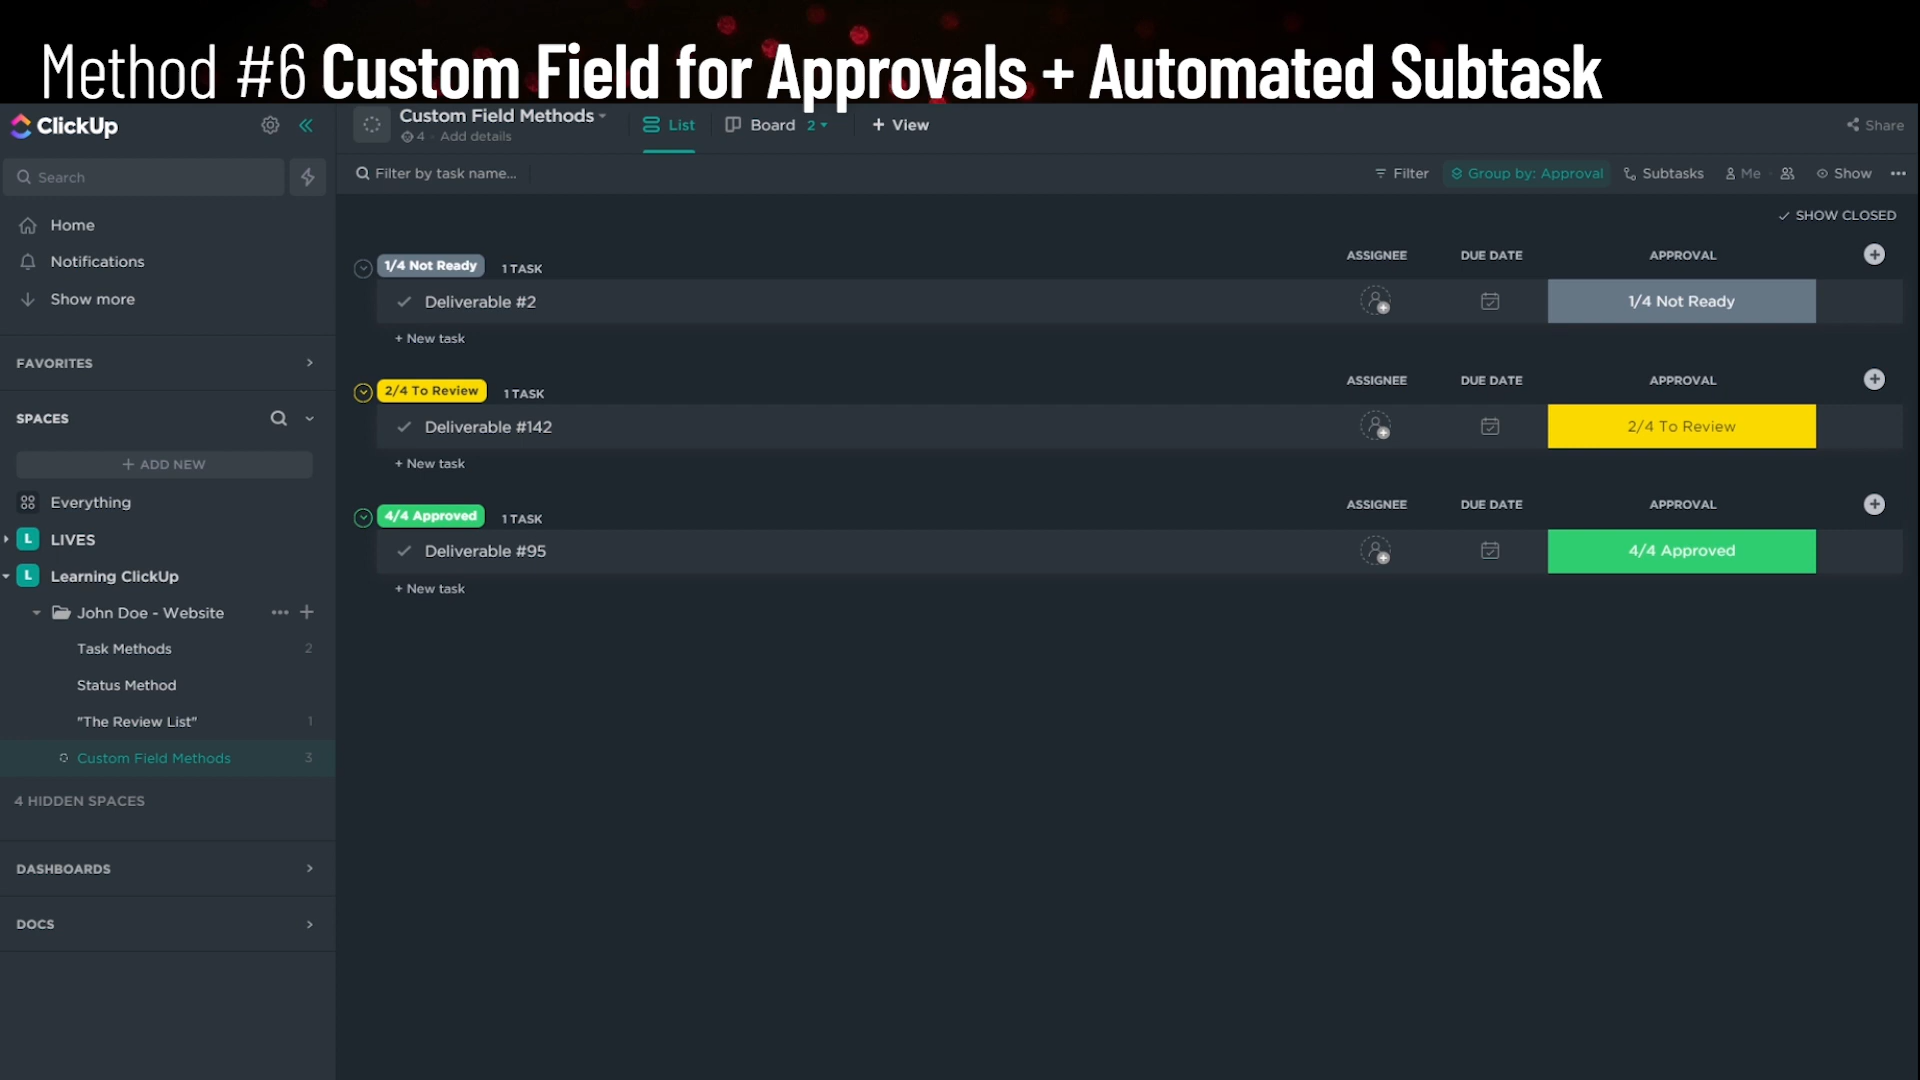 Method #6 Custom Field for Approvals + Automated Subtask
ClickUp
Search
Home
Notifications
Show more
FAVORITES
SPACES
+ ADD NEW
Everything
L LIVES
L Learning ClickUp
John Doe - Website
Task Methods 2
Status Method
"The Review List" 1
Custom Field Methods 3
4 HIDDEN SPACES
DASHBOARDS
DOCS
Custom Field Methods
4 · Add details
List
Board 2
+ View
Share
Filter by task name...
Filter
Group by: Approval
Subtasks
Me
Show
SHOW CLOSED
1/4 Not Ready 1 TASK ASSIGNEE DUE DATE APPROVAL
Deliverable #2 1/4 Not Ready
+ New task
2/4 To Review 1 TASK ASSIGNEE DUE DATE APPROVAL
Deliverable #142 2/4 To Review
+ New task
4/4 Approved 1 TASK ASSIGNEE DUE DATE APPROVAL
Deliverable #95 4/4 Approved
+ New task